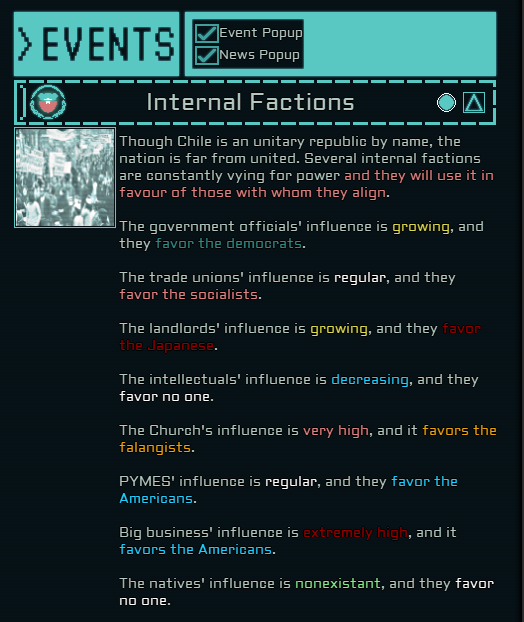 EVENTS
Event Popup
News Popup
Internal Factions
Though Chile is an unitary republic by name, the
nation is far from united. Several internal factions
are constantly vying for power and they will use it in
favour of those with whom they align.
The government officials' influence is growing, and
they favor the democrats.
The trade unions' influence is regular, and they
favor the socialists.
The landlords' influence is growing, and they favor
the Japanese.
The intellectuals' influence is decreasing, and they
favor no one.
The Church's influence is very high, and it favors the
falangists.
PYMES' influence is regular, and they favor the
Americans.
Big business' influence is extremely high, and it
favors the Americans.
The natives' influence is nonexistant, and they favor
no one.